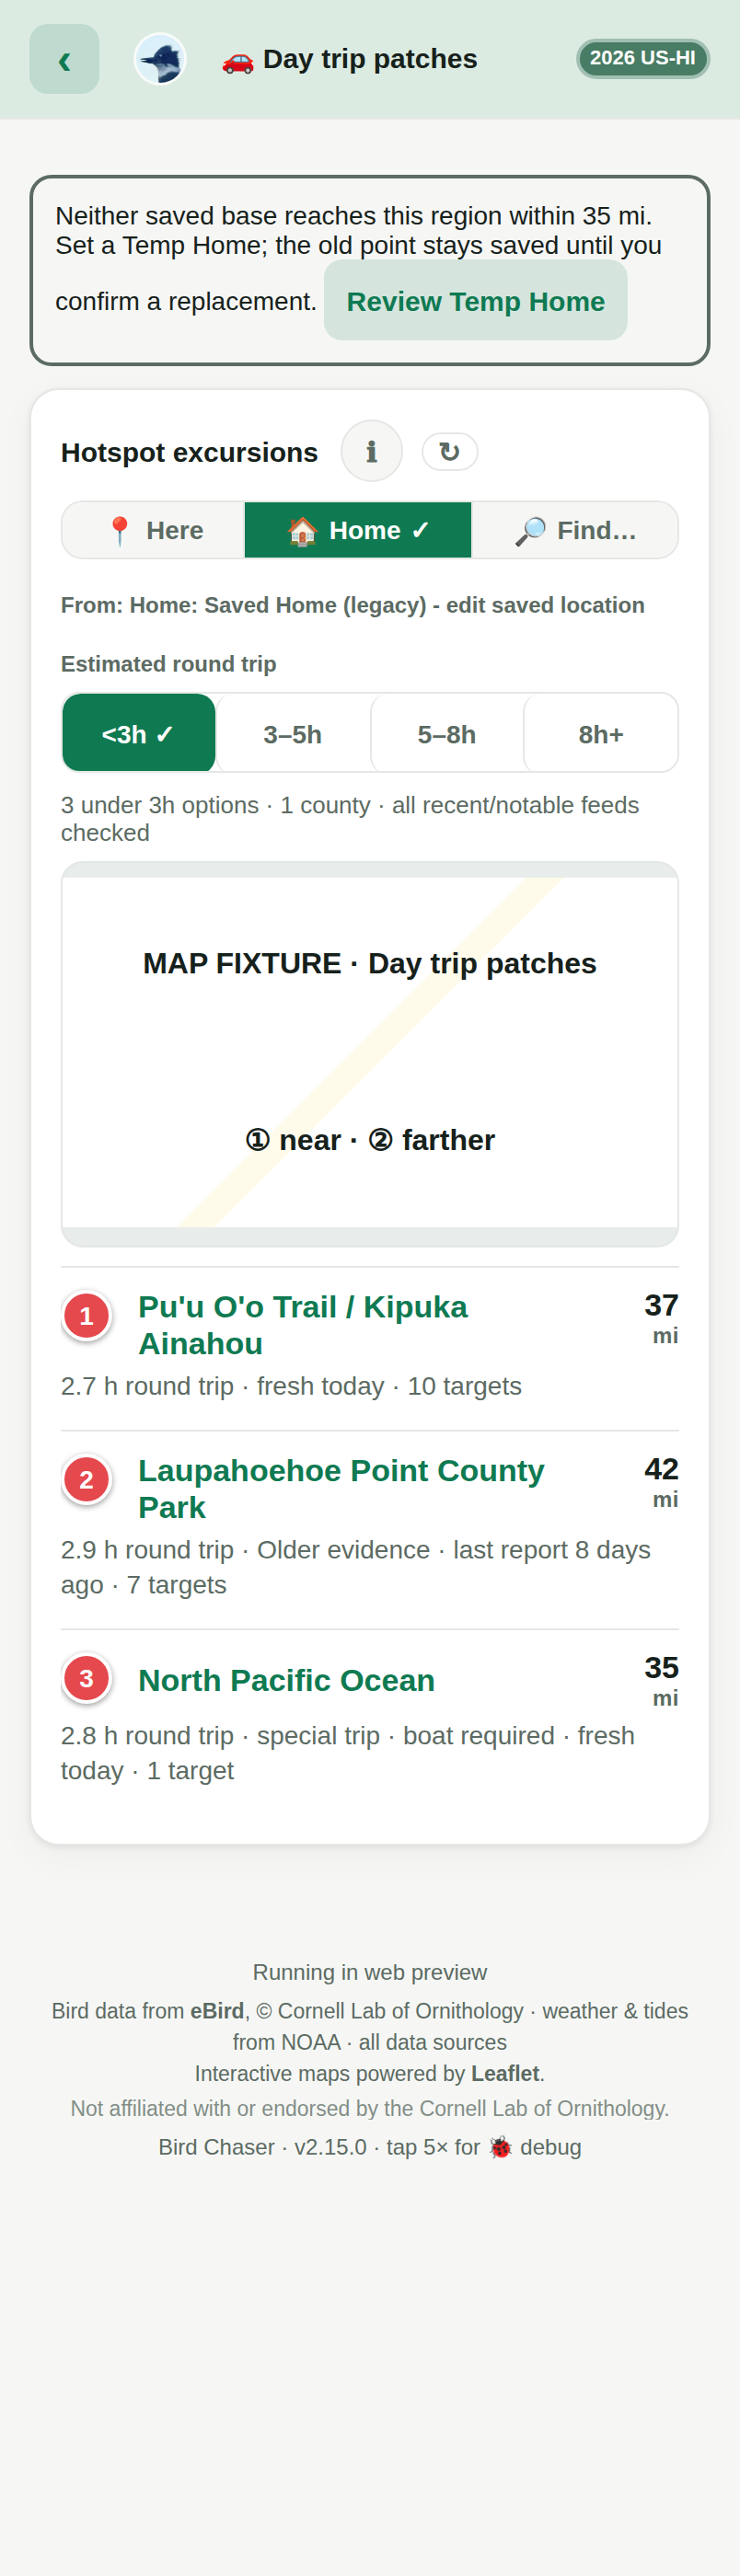 ‹ 🚗 Day trip patches 2026 US-HI
Neither saved base reaches this region within 35 mi.
Set a Temp Home; the old point stays saved until you
confirm a replacement. Review Temp Home
Hotspot excursions ℹ ↻
📍 Here 🏠 Home ✓ 🔎 Find…
From: Home: Saved Home (legacy) - edit saved location
Estimated round trip
<3h ✓ 3–5h 5–8h 8h+
3 under 3h options · 1 county · all recent/notable feeds
checked
MAP FIXTURE · Day trip patches
① near · ② farther
1 Pu'u O'o Trail / Kipuka
Ainahou
37
mi
2.7 h round trip · fresh today · 10 targets
2 Laupahoehoe Point County
Park
42
mi
2.9 h round trip · Older evidence · last report 8 days
ago · 7 targets
3 North Pacific Ocean
35
mi
2.8 h round trip · special trip · boat required · fresh
today · 1 target
Running in web preview
Bird data from eBird, © Cornell Lab of Ornithology · weather & tides
from NOAA · all data sources
Interactive maps powered by Leaflet.
Not affiliated with or endorsed by the Cornell Lab of Ornithology.
Bird Chaser · v2.15.0 · tap 5× for 🐞 debug